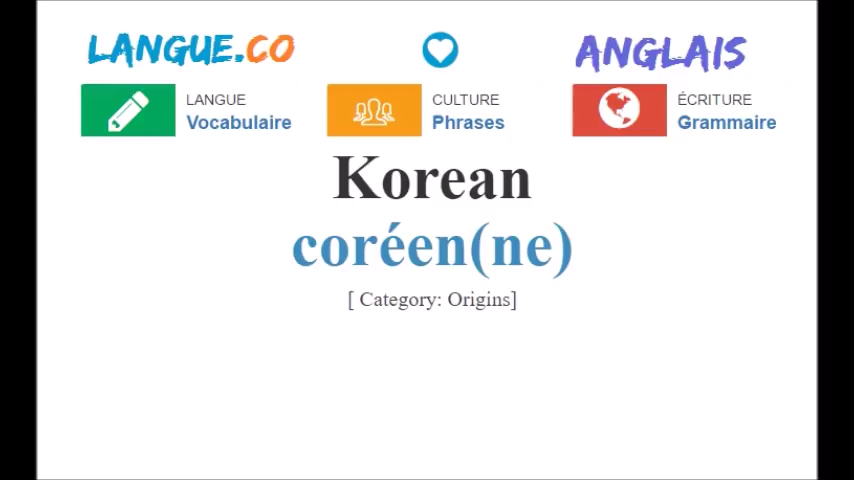 LANGUE.CO
ANGLAIS
LANGUE
Vocabulaire
CULTURE
Phrases
ÉCRITURE
Grammaire
Korean
coréen(ne)
[ Category: Origins]